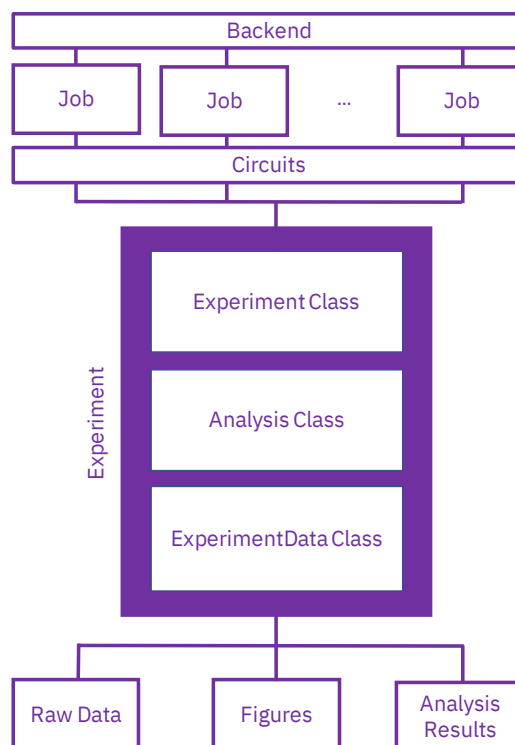 Backend
Job
Job
...
Job
Circuits
Experiment
Experiment Class
Analysis Class
ExperimentData Class
Raw Data
Figures
Analysis
Results